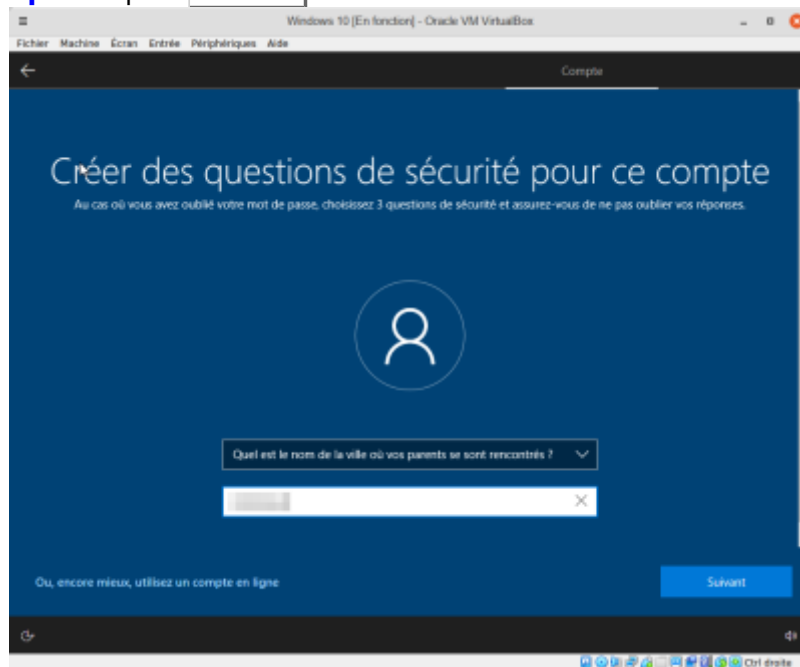 Windows 10 [En fonction] - Oracle VM VirtualBox
Fichier Machine Écran Entrée Périphériques Aide
Compte
Créer des questions de sécurité pour ce compte
Au cas où vous avez oublié votre mot de passe, choisissez 3 questions de sécurité et assurez-vous de ne pas oublier vos réponses.
Quel est le nom de la ville où vos parents se sont rencontrés ?
Ou, encore mieux, utilisez un compte en ligne
Suivant
Ctrl droite